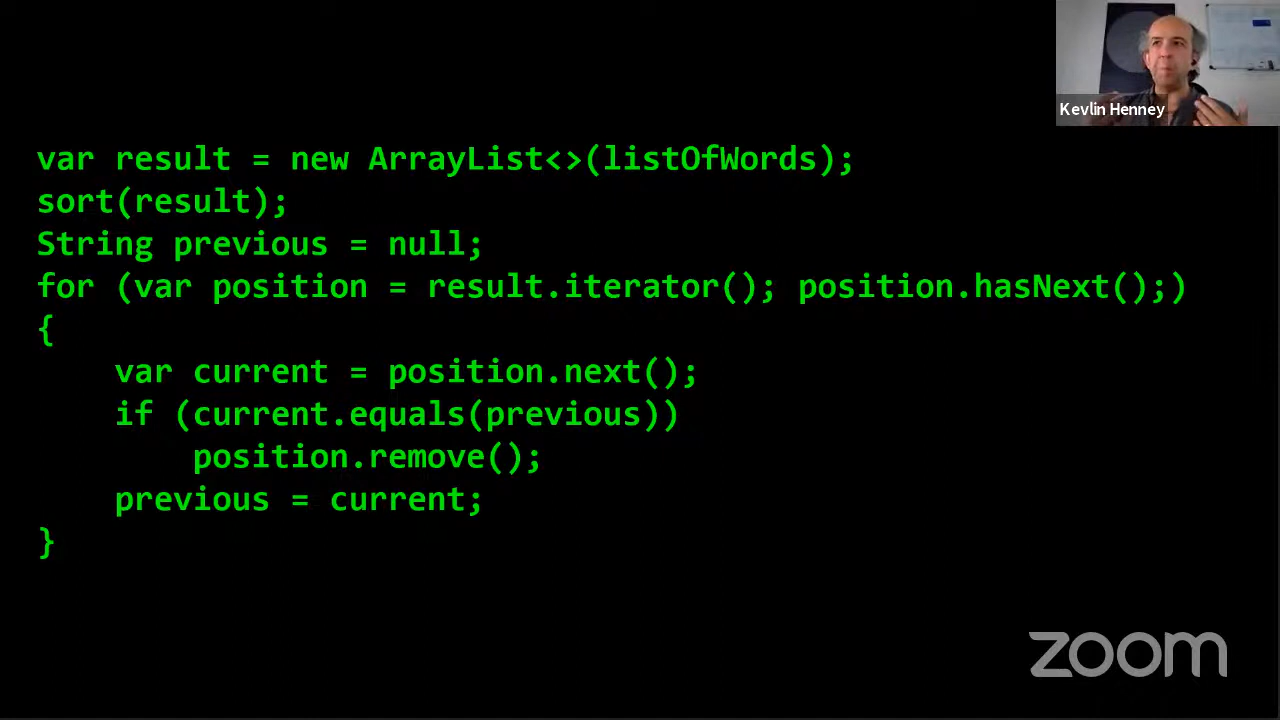 Kevlin Henney
var result = new ArrayList<>(listOfWords);
sort(result);
String previous = null;
for (var position = result.iterator(); position.hasNext();)
{
    var current = position.next();
    if (current.equals(previous))
        position.remove();
    previous = current;
}
zoom